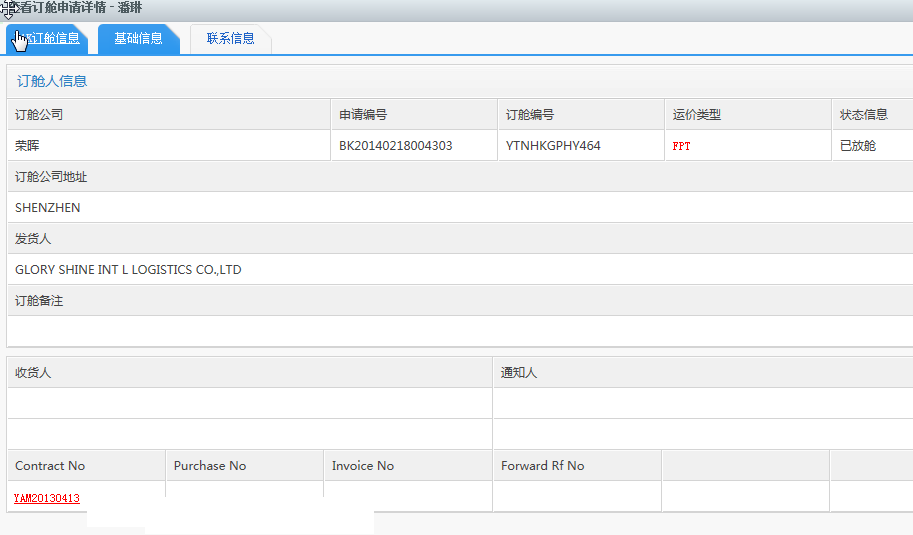 看订舱申请详情 - 潘琳
订舱信息 基础信息 联系信息
订舱人信息
订舱公司 申请编号 订舱编号 运价类型 状态信息
荣晖 BK20140218004303 YTNHKGPHY464 FPT 已放舱
订舱公司地址
SHENZHEN
发货人
GLORY SHINE INT L LOGISTICS CO.,LTD
订舱备注
收货人 通知人
Contract No Purchase No Invoice No Forward Rf No
YAM20130413